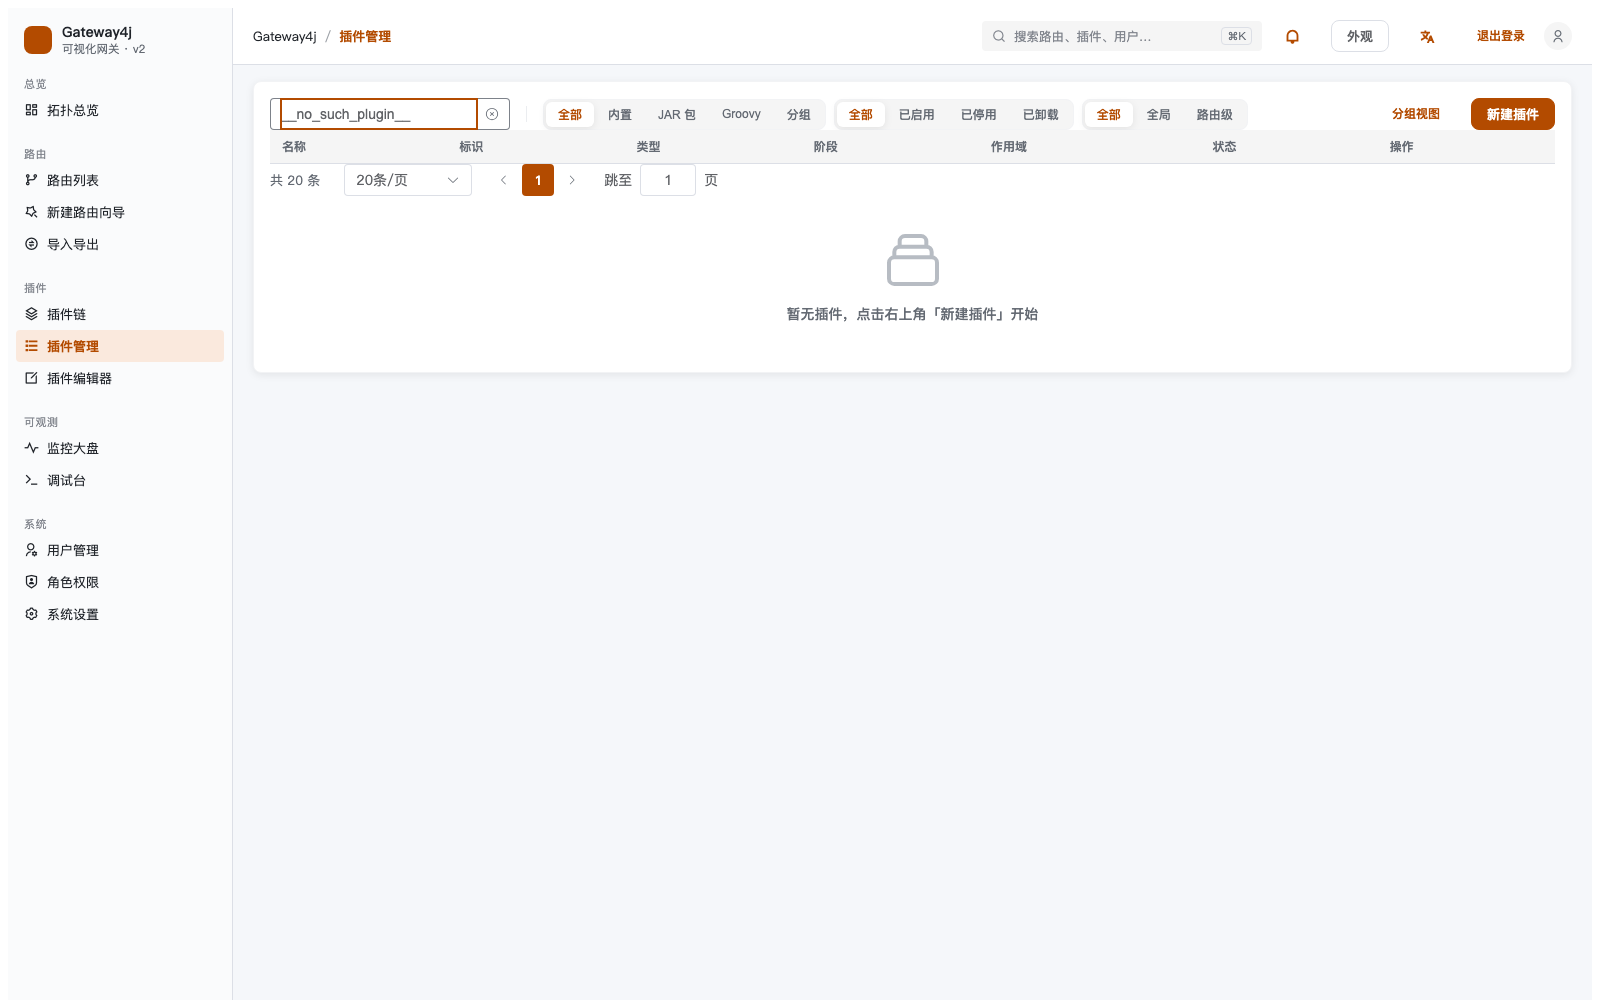 Gateway4j
可视化网关 · v2
总览
拓扑总览
路由
路由列表
新建路由向导
导入导出
插件
插件链
插件管理
插件编辑器
可观测
监控大盘
调试台
系统
用户管理
角色权限
系统设置
Gateway4j / 插件管理
搜索路由、插件、用户… ⌘K
外观
退出登录
__no_such_plugin__
全部 内置 JAR 包 Groovy 分组
全部 已启用 已停用 已卸载
全部 全局 路由级
分组视图
新建插件
名称 标识 类型 阶段 作用域 状态 操作
共 20 条 20条/页 1 跳至 1 页
暂无插件，点击右上角「新建插件」开始